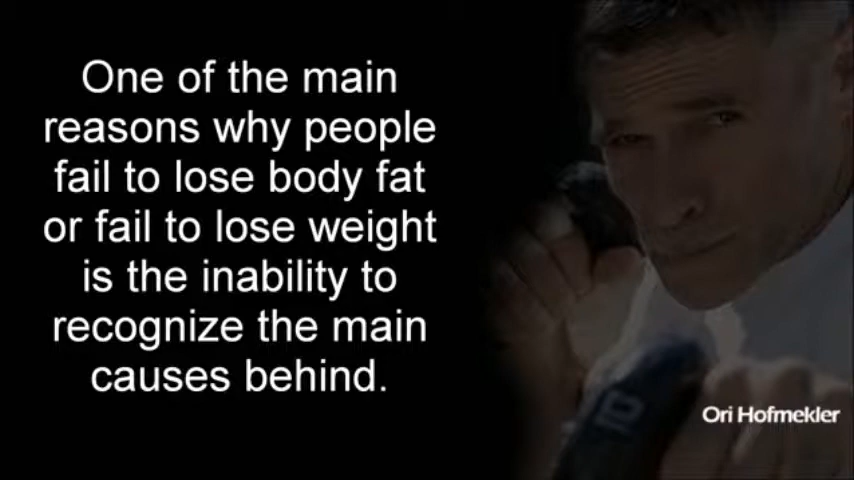 One of the main
reasons why people
fail to lose body fat
or fail to lose weight
is the inability to
recognize the main
causes behind.
Ori Hofmekler